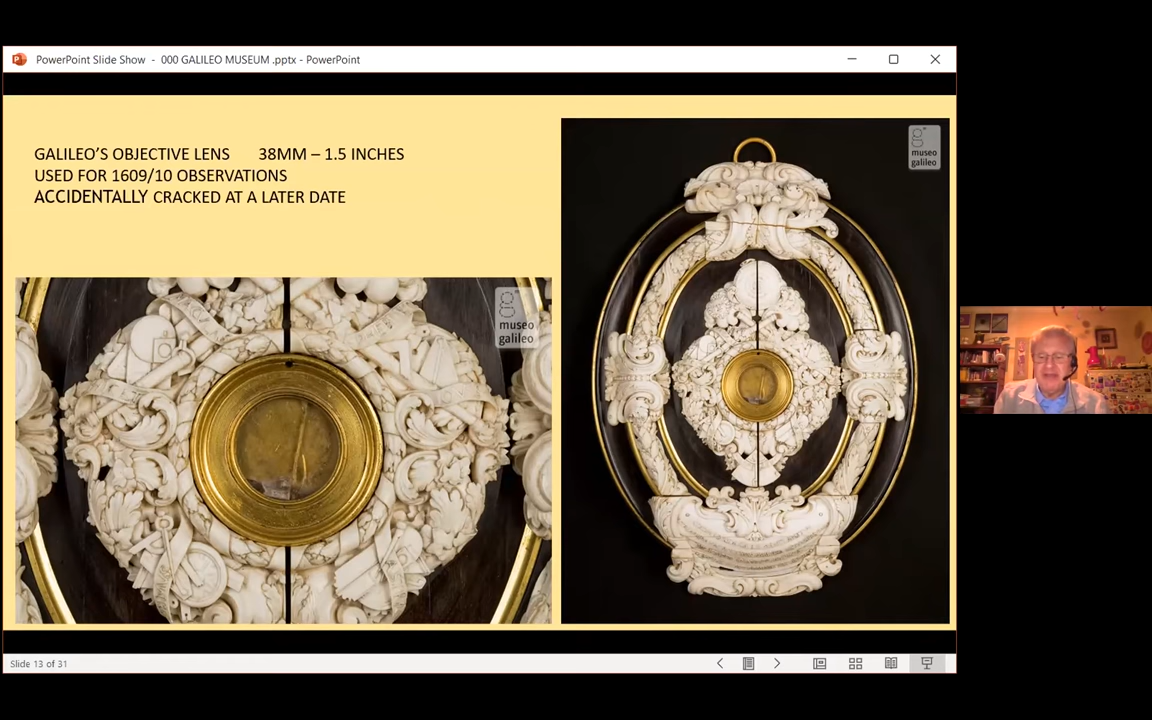 PowerPoint Slide Show - 000 GALILEO MUSEUM .pptx - PowerPoint
GALILEO'S OBJECTIVE LENS 38MM – 1.5 INCHES
USED FOR 1609/10 OBSERVATIONS
ACCIDENTALLY CRACKED AT A LATER DATE
museo
galileo
museo
galileo
Slide 13 of 31